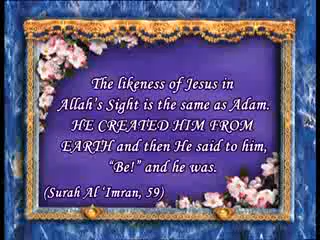 The likeness of Jesus in
Allah's Sight is the same as Adam.
HE CREATED HIM FROM
EARTH and then He said to him,
"Be!" and he was.
(Surah Al 'Imran, 59)